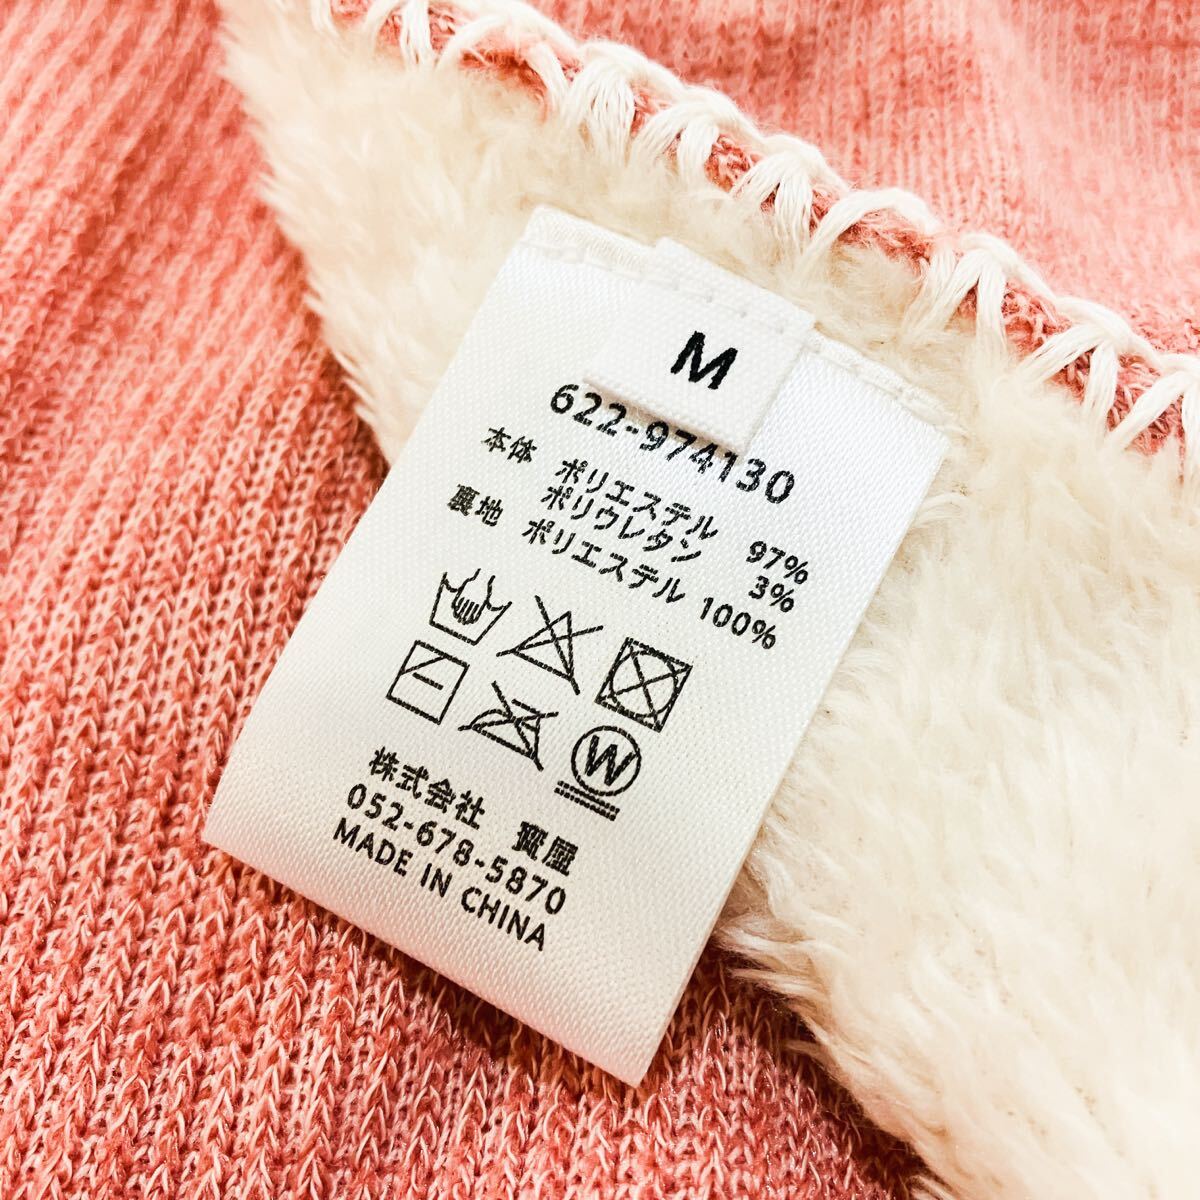 M
622-974130
本体 ポリエステル 97%
ポリウレタン 3%
裏地 ポリエステル 100%
W
株式会社 寳屋
052-678-5870
MADE IN CHINA